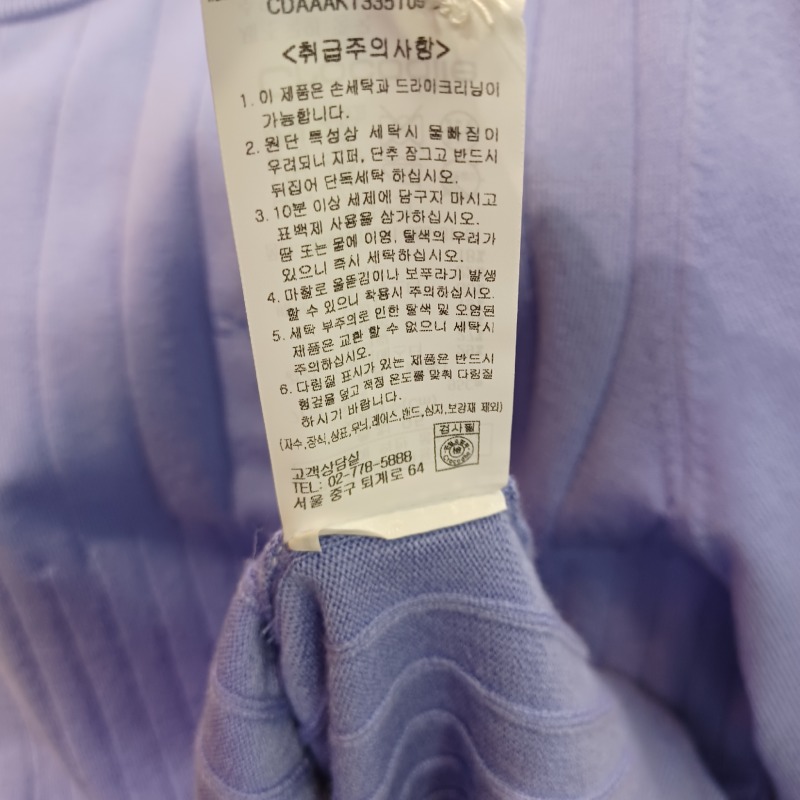 CDAAAK1335109
<취급주의사항>
1. 이 제품은 손세탁과 드라이크리닝이
가능합니다.
2. 원단 특성상 세탁시 물빠짐이
우려되니 지퍼, 단추 장그고 반드시
뒤집어 단독세탁 하십시오.
3. 10분 이상 세제에 담구지 마시고
표백제 사용을 삼가하십시오.
땀 또는 물에 이염, 탈색의 우려가
있으니 즉시 세탁하십시오.
4. 마찰로 올뜯김이나 보푸라기 발생
할 수 있으니 착용시 주의하십시오.
5. 세탁 부주의로 인한 탈색 및 오염된
제품은 교환 할 수 없으니 세탁시
주의하십시오.
6. 다림질 표시가 있는 제품은 반드시
헝겊을 덮고 적정 온도를 맞춰 다림질
하시기 바랍니다.
(자수,장식,상표,무늬,레이스,밴드,심지,보강재 제외)
검사필
고객상담실
TEL: 02-778-5888
서울 중구 퇴계로 64